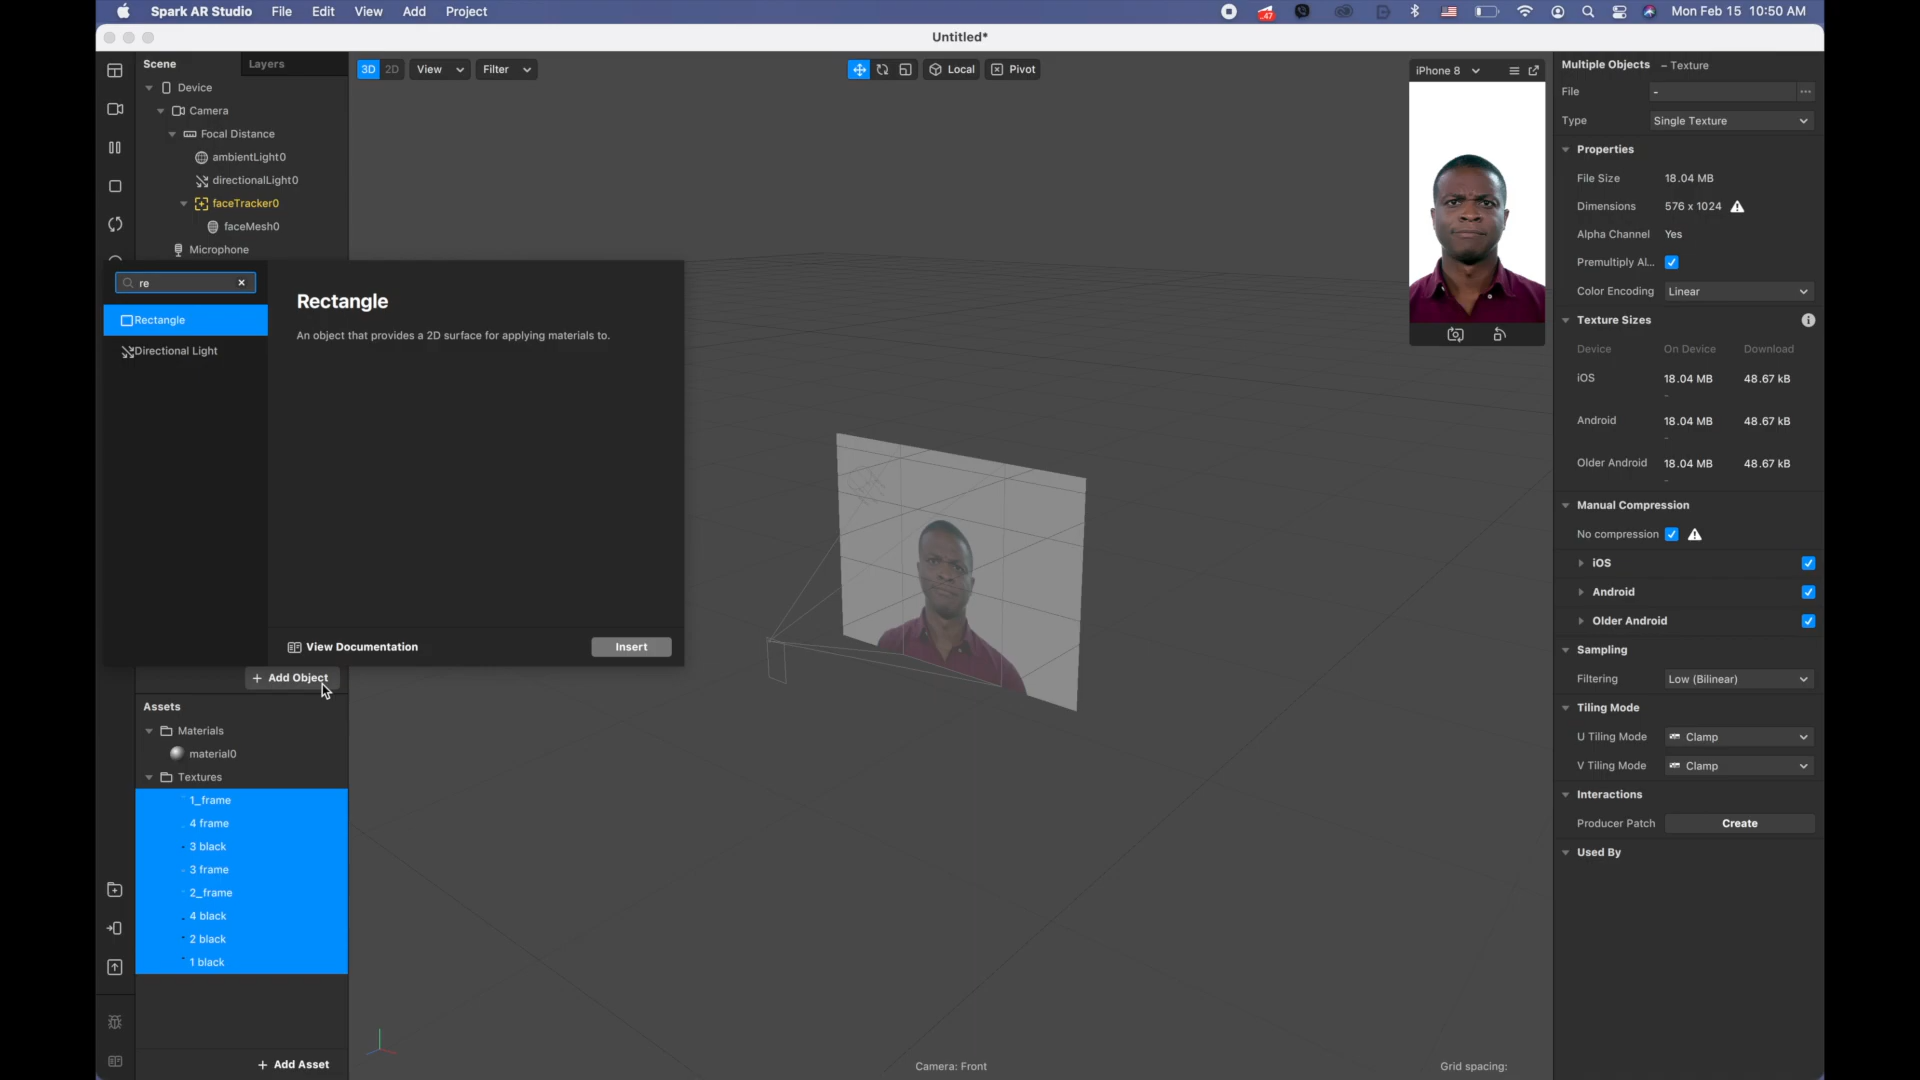 Spark AR Studio File Edit View Add Project
47
Mon Feb 15 10:50 AM
Untitled*
Scene
Layers
Device
Camera
Focal Distance
ambientLight0
directionalLight0
faceTracker0
faceMesh0
Microphone
re
Rectangle
Directional Light
Rectangle
An object that provides a 2D surface for applying materials to.
View Documentation
Insert
+ Add Object
Assets
Materials
material0
Textures
1_frame
4 frame
3 black
3 frame
2_frame
4 black
2 black
1 black
+ Add Asset
3D 2D View Filter
Local Pivot
iPhone 8
Camera: Front
Grid spacing:
Multiple Objects – Texture
File -
Type Single Texture
Properties
File Size 18.04 MB
Dimensions 576 x 1024
Alpha Channel Yes
Premultiply Al...
Color Encoding Linear
Texture Sizes
Device On Device Download
iOS 18.04 MB 48.67 kB
-
Android 18.04 MB 48.67 kB
-
Older Android 18.04 MB 48.67 kB
-
Manual Compression
No compression
iOS
Android
Older Android
Sampling
Filtering Low (Bilinear)
Tiling Mode
U Tiling Mode Clamp
V Tiling Mode Clamp
Interactions
Producer Patch Create
Used By